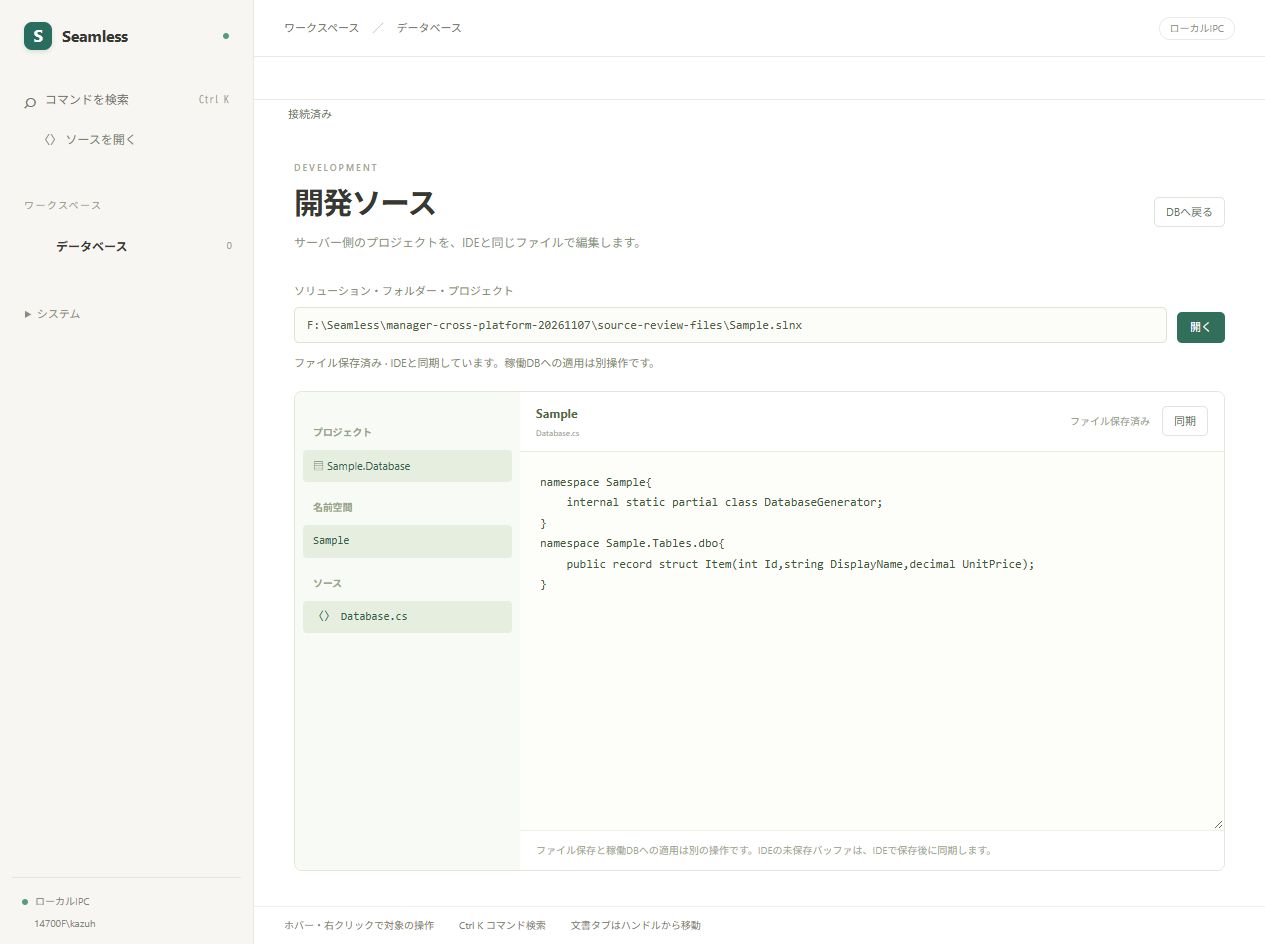 S Seamless
コマンドを検索 Ctrl K
ソースを開く
ワークスペース
データベース 0
▶ システム
ローカルIPC
14700F\kazuh
ワークスペース ／ データベース
ローカルIPC
接続済み
DEVELOPMENT
開発ソース
DBへ戻る
サーバー側のプロジェクトを、IDEと同じファイルで編集します。
ソリューション・フォルダー・プロジェクト
F:\Seamless\manager-cross-platform-20261107\source-review-files\Sample.slnx
開く
ファイル保存済み · IDEと同期しています。稼働DBへの適用は別操作です。
プロジェクト
Sample.Database
名前空間
Sample
ソース
〈〉 Database.cs
Sample
Database.cs
ファイル保存済み
同期
namespace Sample{
    internal static partial class DatabaseGenerator;
}
namespace Sample.Tables.dbo{
    public record struct Item(int Id,string DisplayName,decimal UnitPrice);
}
ファイル保存と稼働DBへの適用は別の操作です。IDEの未保存バッファは、IDEで保存後に同期します。
ホバー・右クリックで対象の操作 Ctrl K コマンド検索 文書タブはハンドルから移動